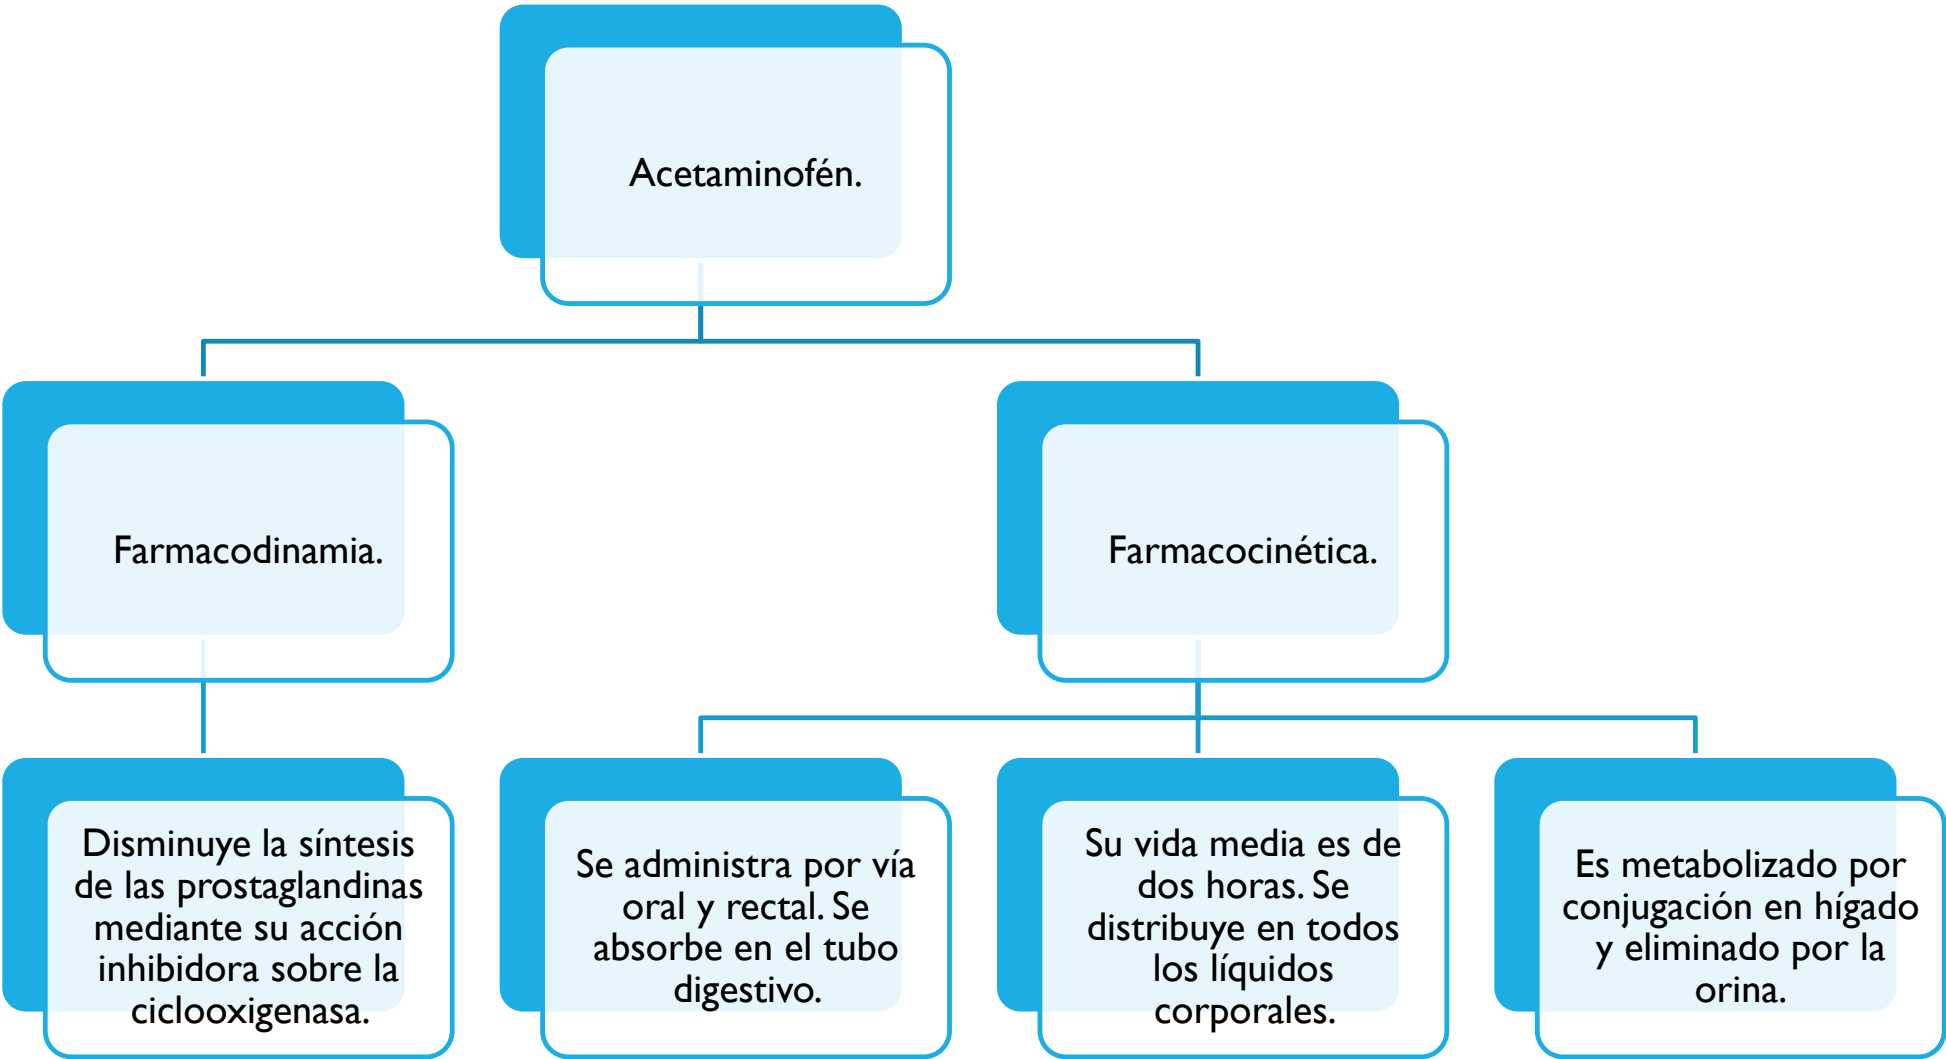 Acetaminofén.
Farmacodinamia.
Farmacocinética.
Disminuye la síntesis
de las prostaglandinas
mediante su acción
inhibidora sobre la
ciclooxigenasa.
Se administra por vía
oral y rectal. Se
absorbe en el tubo
digestivo.
Su vida media es de
dos horas. Se
distribuye en todos
los líquidos
corporales.
Es metabolizado por
conjugación en hígado
y eliminado por la
orina.